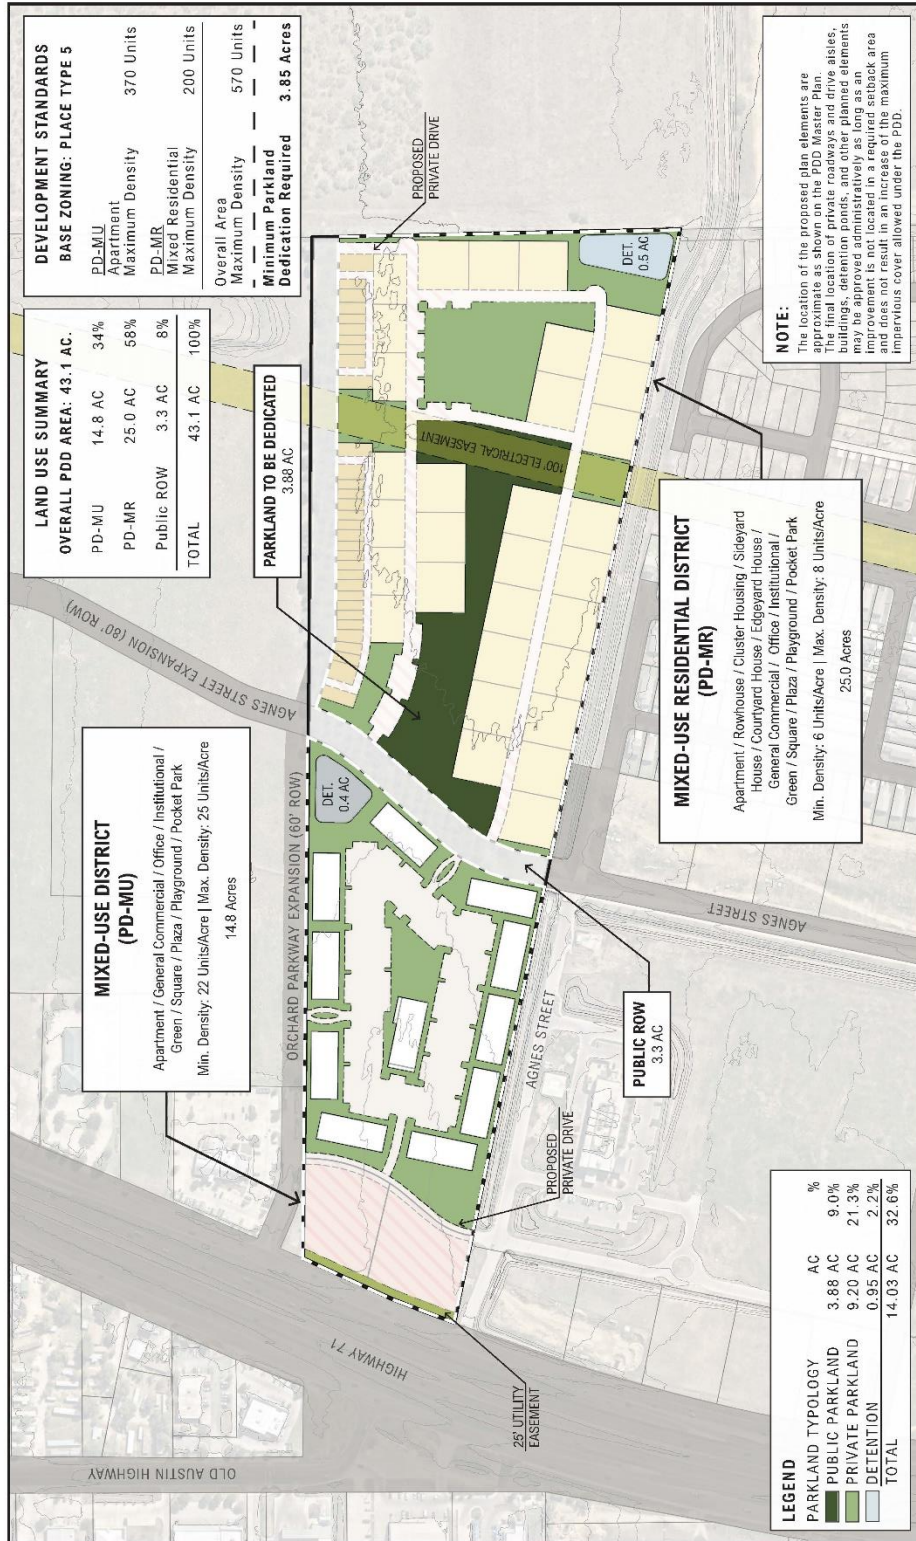 MIXED-USE DISTRICT
(PD-MU)
Apartment / General Commercial / Office / Institutional /
Green / Square / Plaza / Playground / Pocket Park
Min. Density: 22 Units/Acre | Max. Density: 25 Units/Acre
14.8 Acres
LAND USE SUMMARY
OVERALL PDD AREA: 43.1 AC.
PD-MU 14.8 AC 34%
PD-MR 25.0 AC 58%
Public ROW 3.3 AC 8%
TOTAL 43.1 AC 100%
DEVELOPMENT STANDARDS
BASE ZONING: PLACE TYPE 5
PD-MU
Apartment
Maximum Density 370 Units
PD-MR
Mixed Residential
Maximum Density 200 Units
Overall Area
Maximum Density 570 Units
Minimum Parkland
Dedication Required 3.85 Acres
PARKLAND TO BE DEDICATED
3.88 AC
OLD AUSTIN HIGHWAY
HIGHWAY 71
ORCHARD PARKWAY EXPANSION (60' ROW)
AGNES STREET EXPANSION (80' ROW)
PROPOSED
PRIVATE DRIVE
DET.
0.4 AC
100' ELECTRICAL EASEMENT
DET.
0.5 AC
25' UTILITY
EASEMENT
PROPOSED
PRIVATE DRIVE
AGNES STREET
PUBLIC ROW
3.3 AC
AGNES STREET
LEGEND
PARKLAND TYPOLOGY AC %
PUBLIC PARKLAND 3.88 AC 9.0%
PRIVATE PARKLAND 9.20 AC 21.3%
DETENTION 0.95 AC 2.2%
TOTAL 14.03 AC 32.6%
MIXED-USE RESIDENTIAL DISTRICT
(PD-MR)
Apartment / Rowhouse / Cluster Housing / Sideyard
House / Courtyard House / Edgeyard House /
General Commercial / Office / Institutional /
Green / Square / Plaza / Playground / Pocket Park
Min. Density: 6 Units/Acre | Max. Density: 8 Units/Acre
25.0 Acres
NOTE:
The location of the proposed plan elements are
approximate as shown on the PDD Master Plan.
The final location of private roadways and drive aisles,
buildings, detention ponds, and other planned elements
may be approved administratively as long as an
improvement is not located in a required setback area
and does not result in an increase of the maximum
impervious cover allowed under the PDD.